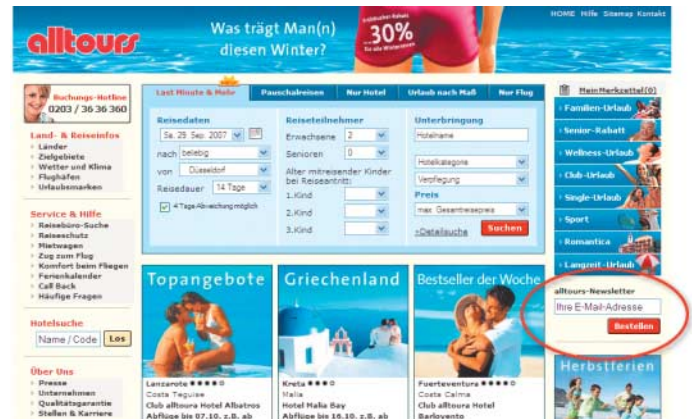 alltours
Was trägt Man(n)
diesen Winter?
30%
HOME Hilfe Sitemap Kontakt
Buchungs-Hotline
0203 / 36 36 360
Land- & Reiseinfos
Länder
Zielgebiete
Wetter und Klima
Flughäfen
Urlaubsmarken
Service & Hilfe
Reisebüro-Suche
Reiseschutz
Mietwagen
Zug zum Flug
Komfort beim Fliegen
Ferienkalender
Call Back
Häufige Fragen
Hotelsuche
Name / Code Los
Über Uns
Presse
Unternehmen
Qualitätsgarantie
Stellen & Karriere
Last Minute & Mehr Pauschalreisen Nur Hotel Urlaub nach Maß Nur Flug
Reisedaten
Sa. 29 Sep. 2007
nach beliebig
von Düsseldorf
Reisedauer 14 Tage
4 Tage Abweichung möglich
Reiseteilnehmer
Erwachsene 2
Senioren 0
Alter mitreisender Kinder
bei Reiseantritt:
1.Kind
2.Kind
3.Kind
Unterbringung
Hotelname
Hotelkategorie
Verpflegung
Preis
max. Gesamtreisepreis
>Detailsuche Suchen
Topangebote
Lanzarote
Costa Teguise
Club alltoura Hotel Albatros
Abflüge bis 07.10. z.B. ab
Griechenland
Kreta
Malia
Hotel Malia Bay
Abflüge bis 16.10. z.B. ab
Bestseller der Woche
Fuerteventura
Costa Calma
Club alltoura Hotel
Barlovento
Mein Merkzettel(0)
Familien-Urlaub
Senior-Rabatt
Wellness-Urlaub
Club-Urlaub
Single-Urlaub
Sport
Romantica
Langzeit-Urlaub
alltours-Newsletter
Ihre E-Mail-Adresse
Bestellen
Herbstferien